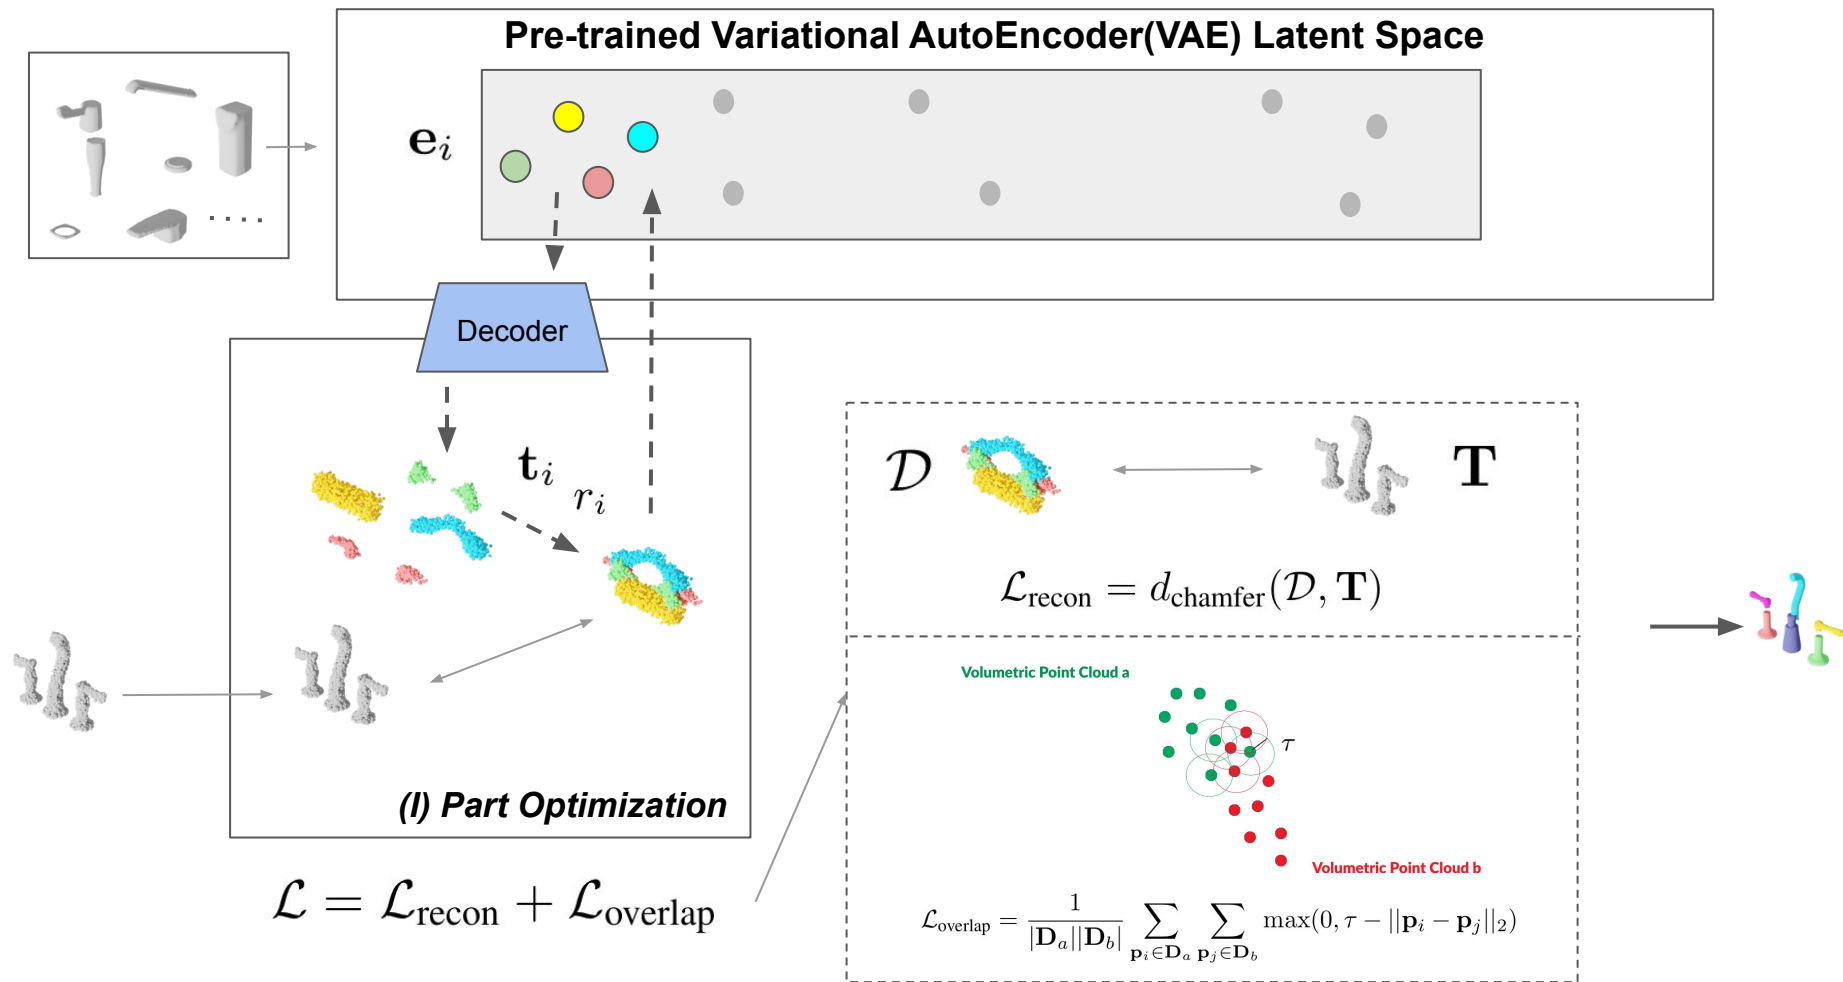 Pre-trained Variational AutoEncoder(VAE) Latent Space
e_i
Decoder
t_i
r_i
(I) Part Optimization
ℒ = ℒ_recon + ℒ_overlap
𝒟
T
ℒ_recon = d_chamfer(𝒟, T)
Volumetric Point Cloud a
τ
Volumetric Point Cloud b
ℒ_overlap = \frac{1}{|D_a||D_b|} ∑_{p_i∈D_a} ∑_{p_j∈D_b} max(0, τ − ||p_i − p_j||_2)